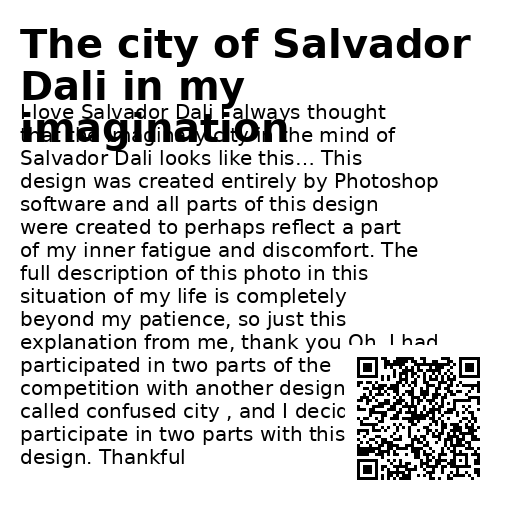 The city of Salvador
Dali in my
imagination
I love Salvador Dali I always thought
that the imaginary city in the mind of
Salvador Dali looks like this... This
design was created entirely by Photoshop
software and all parts of this design
were created to perhaps reflect a part
of my inner fatigue and discomfort. The
full description of this photo in this
situation of my life is completely
beyond my patience, so just this
explanation from me, thank you Oh, I had
participated in two parts of the
competition with another design
called confused city , and I
participate in two parts with this
design. Thankful